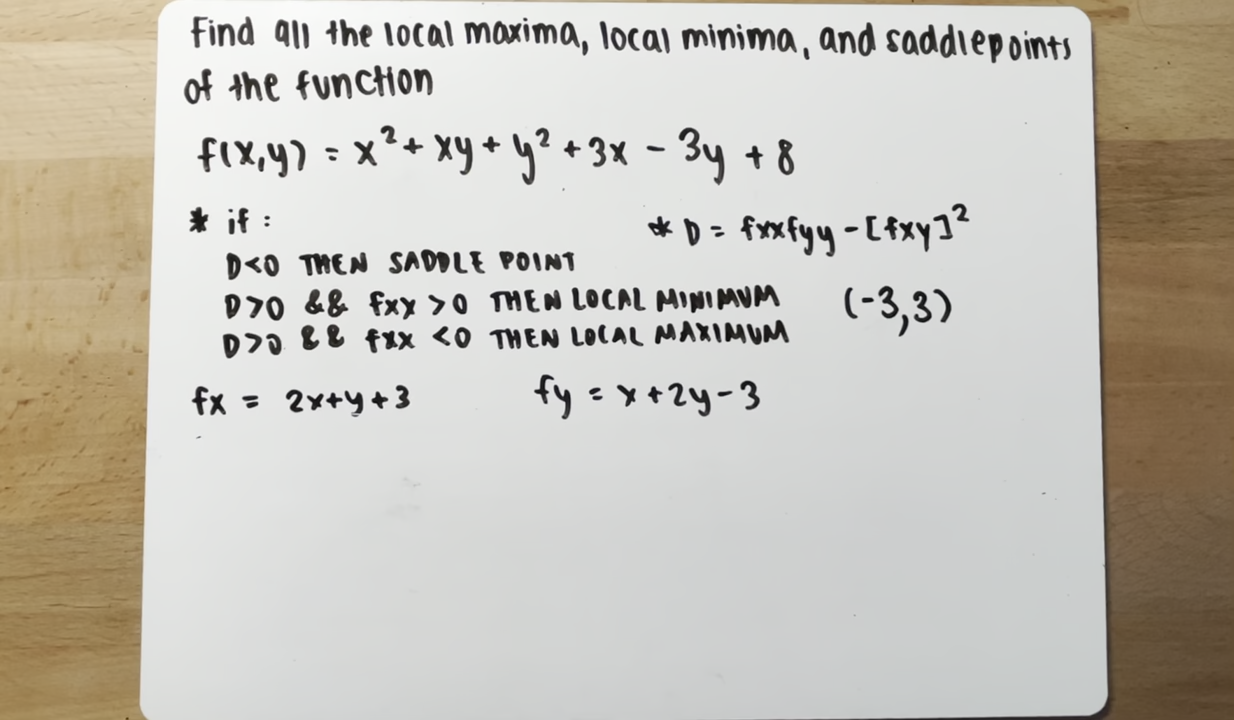 Find all the local maxima, local minima, and saddlepoints
of the function
f(x,y) = x² + xy + y² + 3x - 3y + 8
* if :
* D = fxxfyy - [fxy]²
D<0 THEN SADDLE POINT
D>0 && fxx >0 THEN LOCAL MINIMUM
(-3,3)
D>0 && fxx <0 THEN LOCAL MAXIMUM
fx = 2x+y+3
fy = x+2y-3